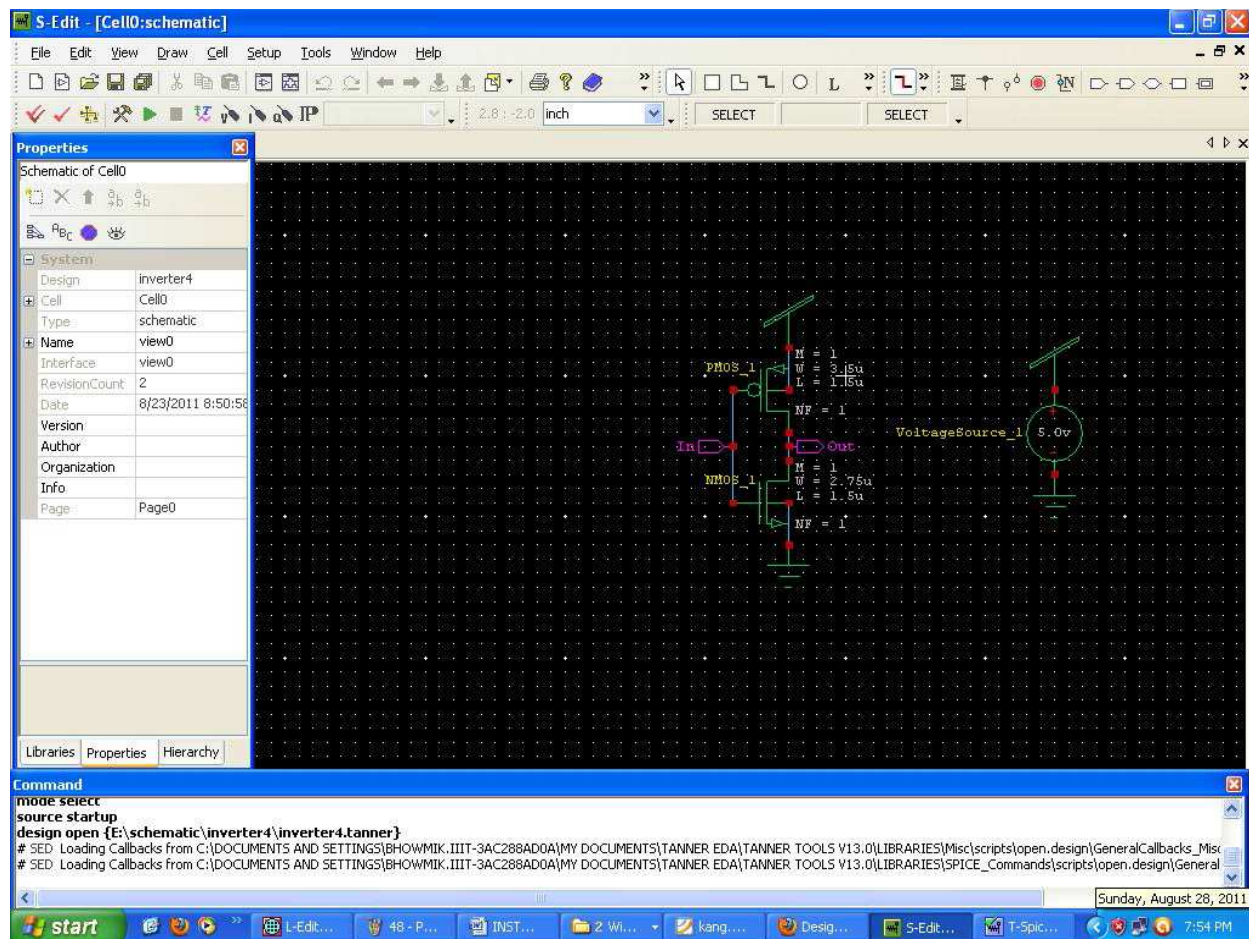 S-Edit - [Cell0:schematic]
File Edit View Draw Cell Setup Tools Window Help
L
IP 2.8 : -2.0 inch SELECT SELECT
Properties
Schematic of Cell0
System
Design inverter4
Cell Cell0
Type schematic
Name view0
Interface view0
RevisionCount 2
Date 8/23/2011 8:50:58
Version
Author
Organization
Info
Page Page0
M = 1
PMOS_1 W = 3.5u
L = 1.5u
NF = 1
In Out
VoltageSource_1 5.0v
M = 1
NMOS_1 W = 2.75u
L = 1.5u
NF = 1
Libraries Properties Hierarchy
Command
mode select
source startup
design open {E:\schematic\inverter4\inverter4.tanner}
# SED Loading Callbacks from C:\DOCUMENTS AND SETTINGS\BHOWMIK.IIIT-3AC288AD0A\MY DOCUMENTS\TANNER EDA\TANNER TOOLS V13.0\LIBRARIES\Misc\scripts\open.design\GeneralCallbacks_Misc
# SED Loading Callbacks from C:\DOCUMENTS AND SETTINGS\BHOWMIK.IIIT-3AC288AD0A\MY DOCUMENTS\TANNER EDA\TANNER TOOLS V13.0\LIBRARIES\SPICE_Commands\scripts\open.design\General
Sunday, August 28, 2011
start L-Edit... 48 - P... INST... 2 Wi... kang.... Desig... S-Edit... T-Spic... 7:54 PM